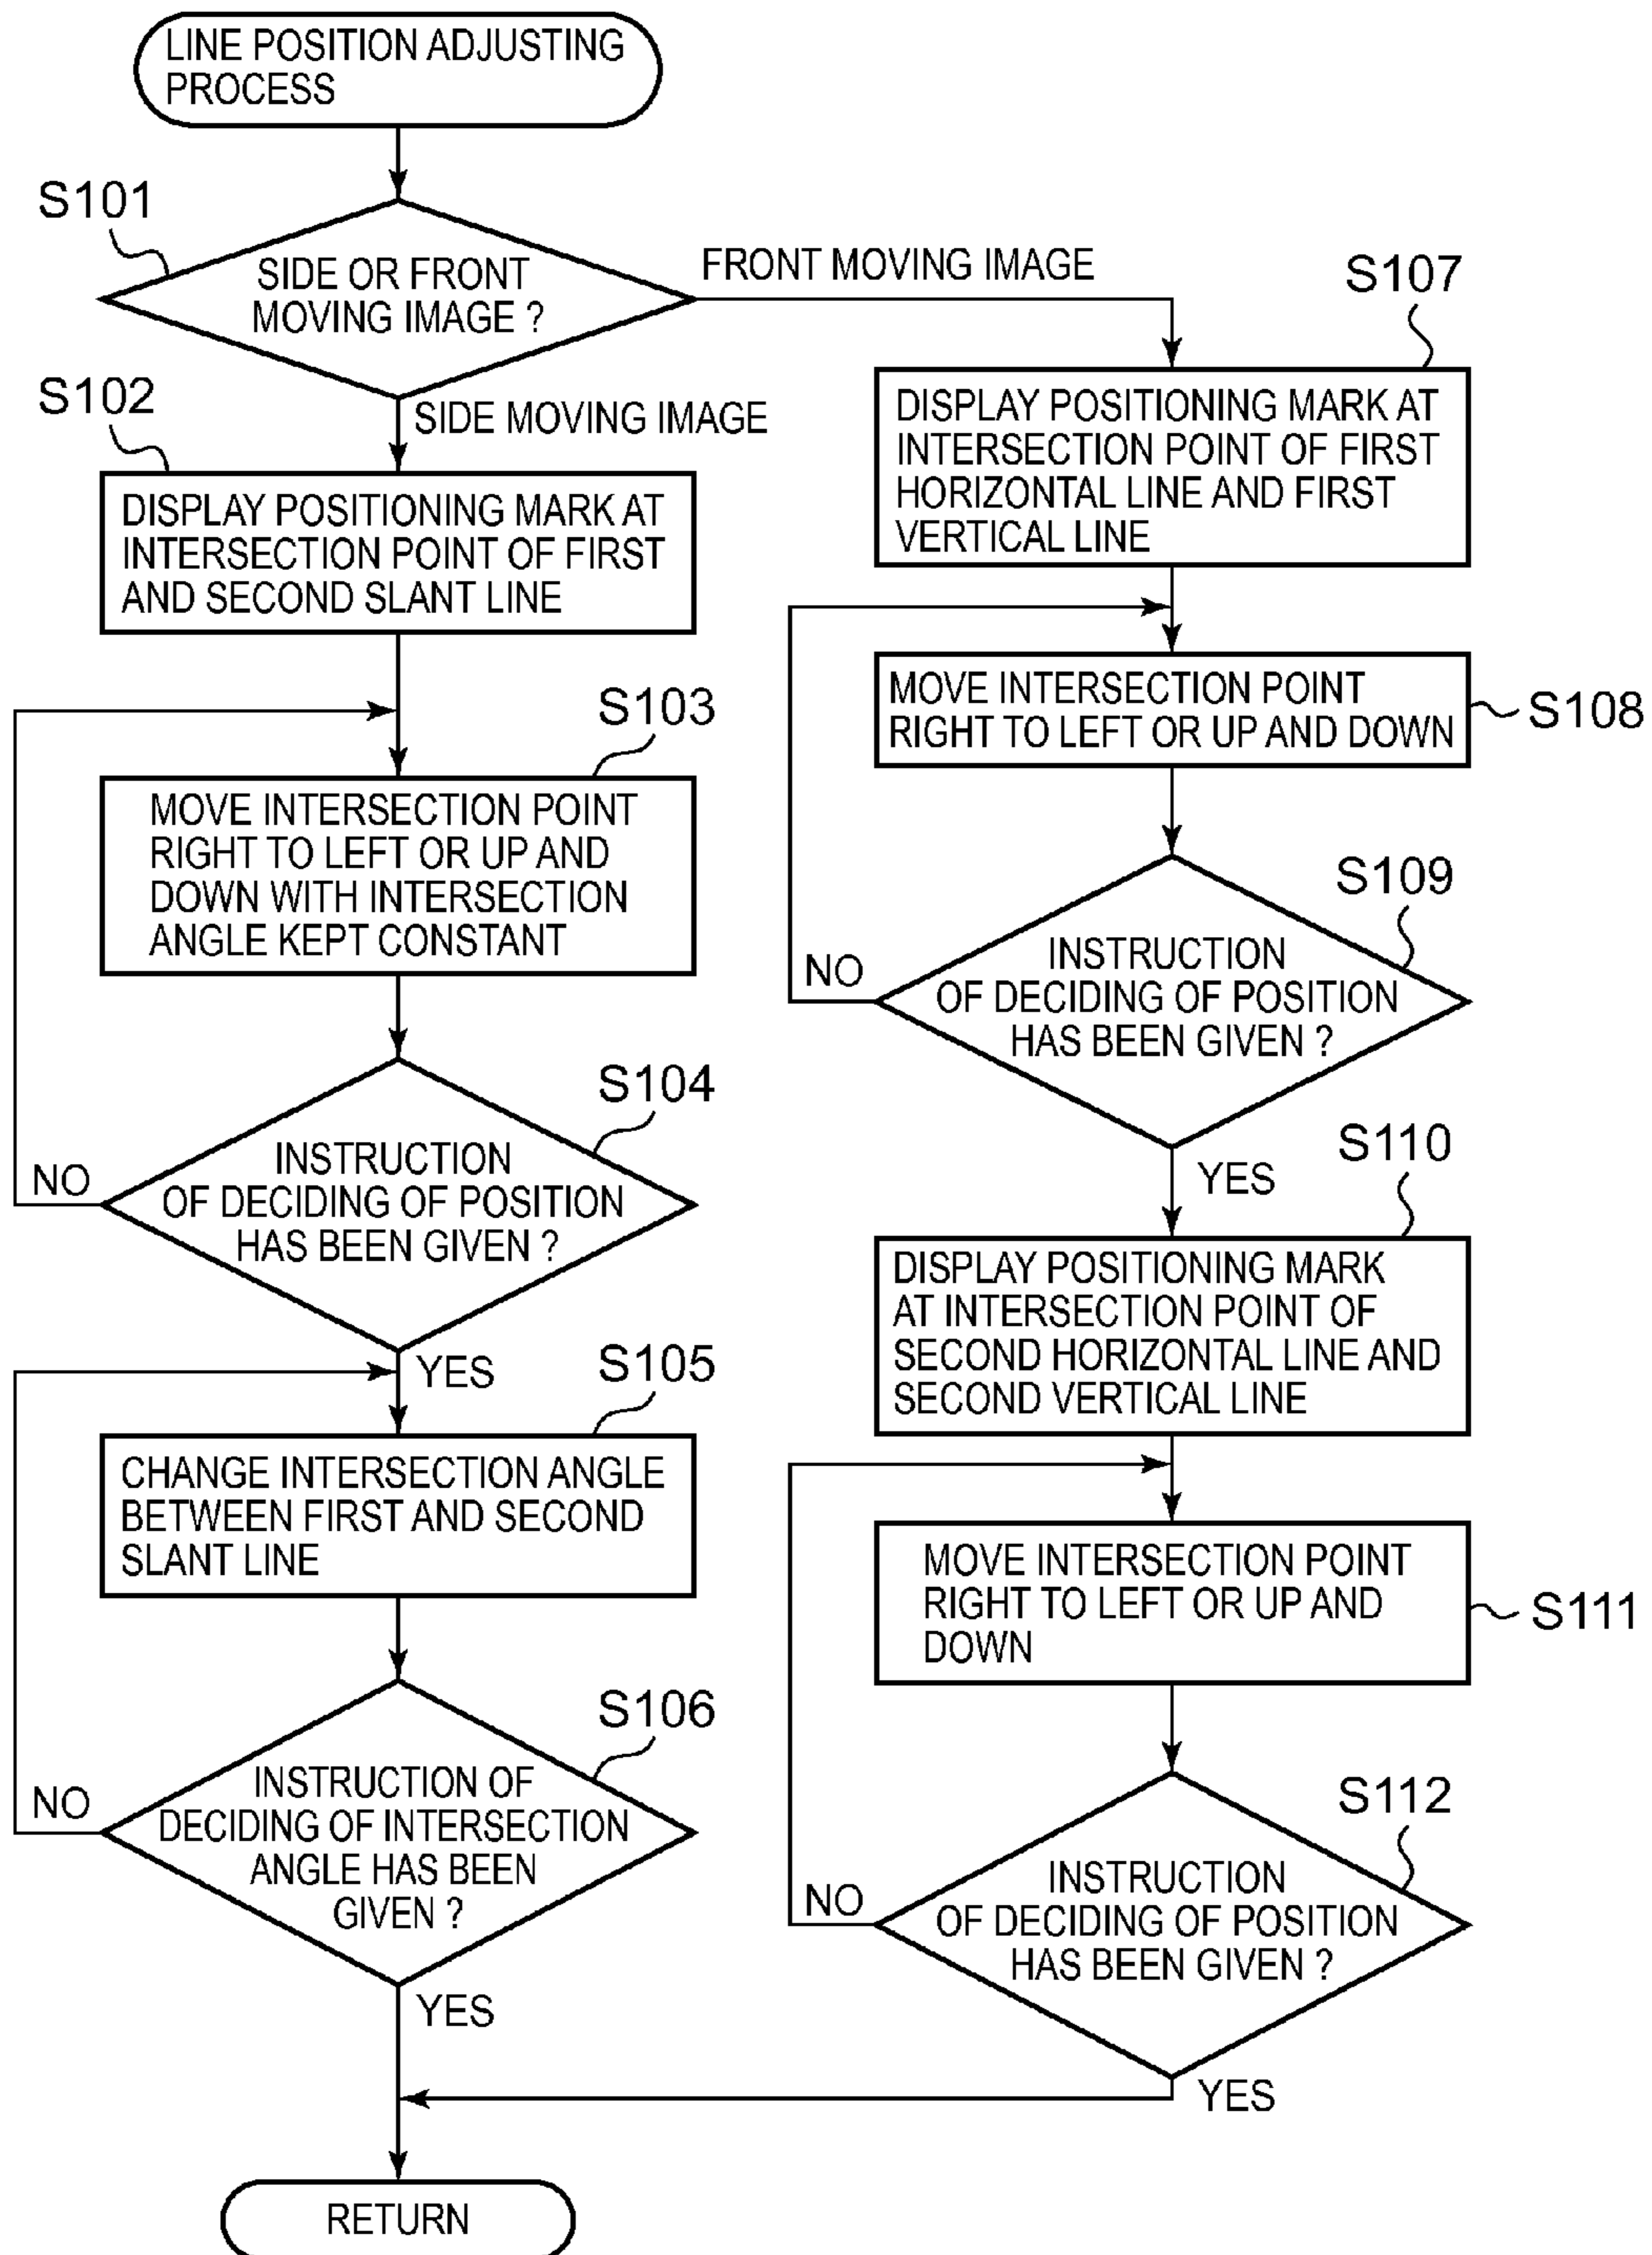 LINE POSITION ADJUSTING
PROCESS
S101
SIDE OR FRONT
MOVING IMAGE ?
FRONT MOVING IMAGE
SIDE MOVING IMAGE
S102
DISPLAY POSITIONING MARK AT
INTERSECTION POINT OF FIRST
AND SECOND SLANT LINE
S103
MOVE INTERSECTION POINT
RIGHT TO LEFT OR UP AND
DOWN WITH INTERSECTION
ANGLE KEPT CONSTANT
S104
INSTRUCTION
OF DECIDING OF POSITION
HAS BEEN GIVEN ?
NO
YES
S105
CHANGE INTERSECTION ANGLE
BETWEEN FIRST AND SECOND
SLANT LINE
S106
INSTRUCTION OF
DECIDING OF INTERSECTION
ANGLE HAS BEEN
GIVEN ?
NO
YES
S107
DISPLAY POSITIONING MARK AT
INTERSECTION POINT OF FIRST
HORIZONTAL LINE AND FIRST
VERTICAL LINE
MOVE INTERSECTION POINT
RIGHT TO LEFT OR UP AND DOWN
S108
S109
INSTRUCTION
OF DECIDING OF POSITION
HAS BEEN GIVEN ?
NO
YES
S110
DISPLAY POSITIONING MARK
AT INTERSECTION POINT OF
SECOND HORIZONTAL LINE AND
SECOND VERTICAL LINE
MOVE INTERSECTION POINT
RIGHT TO LEFT OR UP AND
DOWN
S111
S112
INSTRUCTION
OF DECIDING OF POSITION
HAS BEEN GIVEN ?
NO
YES
RETURN